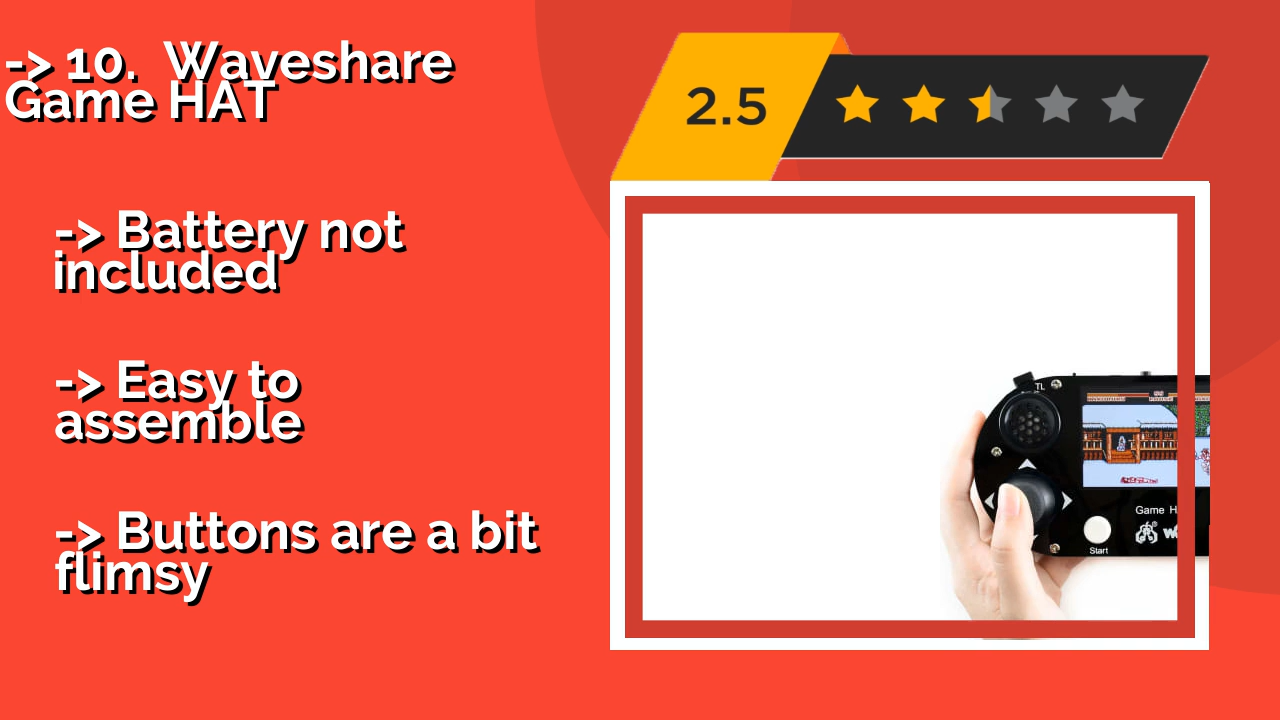 -> 10. Waveshare
Game HAT
2.5
-> Battery not
included
-> Easy to
assemble
-> Buttons are a bit
flimsy
TL
Game
Start